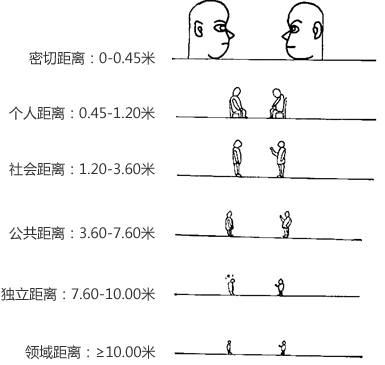 密切距离：0-0.45米
个人距离：0.45-1.20米
社会距离：1.20-3.60米
公共距离：3.60-7.60米
独立距离：7.60-10.00米
领域距离：≥10.00米